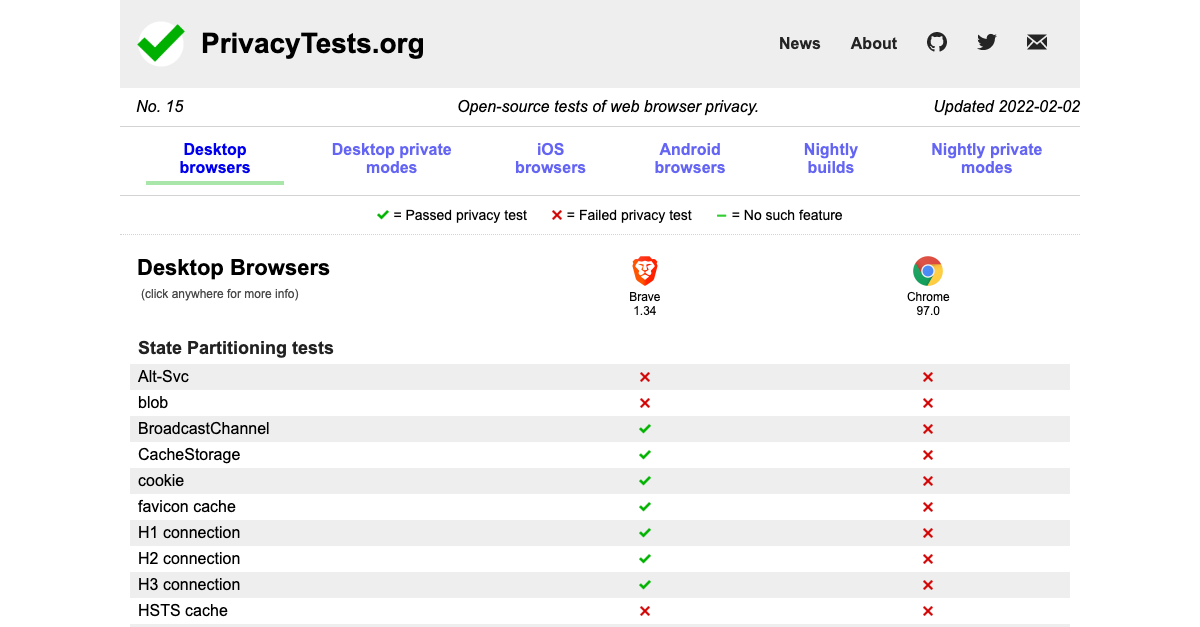 PrivacyTests.org News About
No. 15 Open-source tests of web browser privacy. Updated 2022-02-02
Desktop browsers Desktop private modes iOS browsers Android browsers Nightly builds Nightly private modes
✔ = Passed privacy test ✕ = Failed privacy test – = No such feature
Desktop Browsers
(click anywhere for more info)
Brave Chrome
1.34 97.0
State Partitioning tests
Alt-Svc ✕ ✕
blob ✕ ✕
BroadcastChannel ✔ ✕
CacheStorage ✔ ✕
cookie ✔ ✕
favicon cache ✔ ✕
H1 connection ✔ ✕
H2 connection ✔ ✕
H3 connection ✔ ✕
HSTS cache ✕ ✕